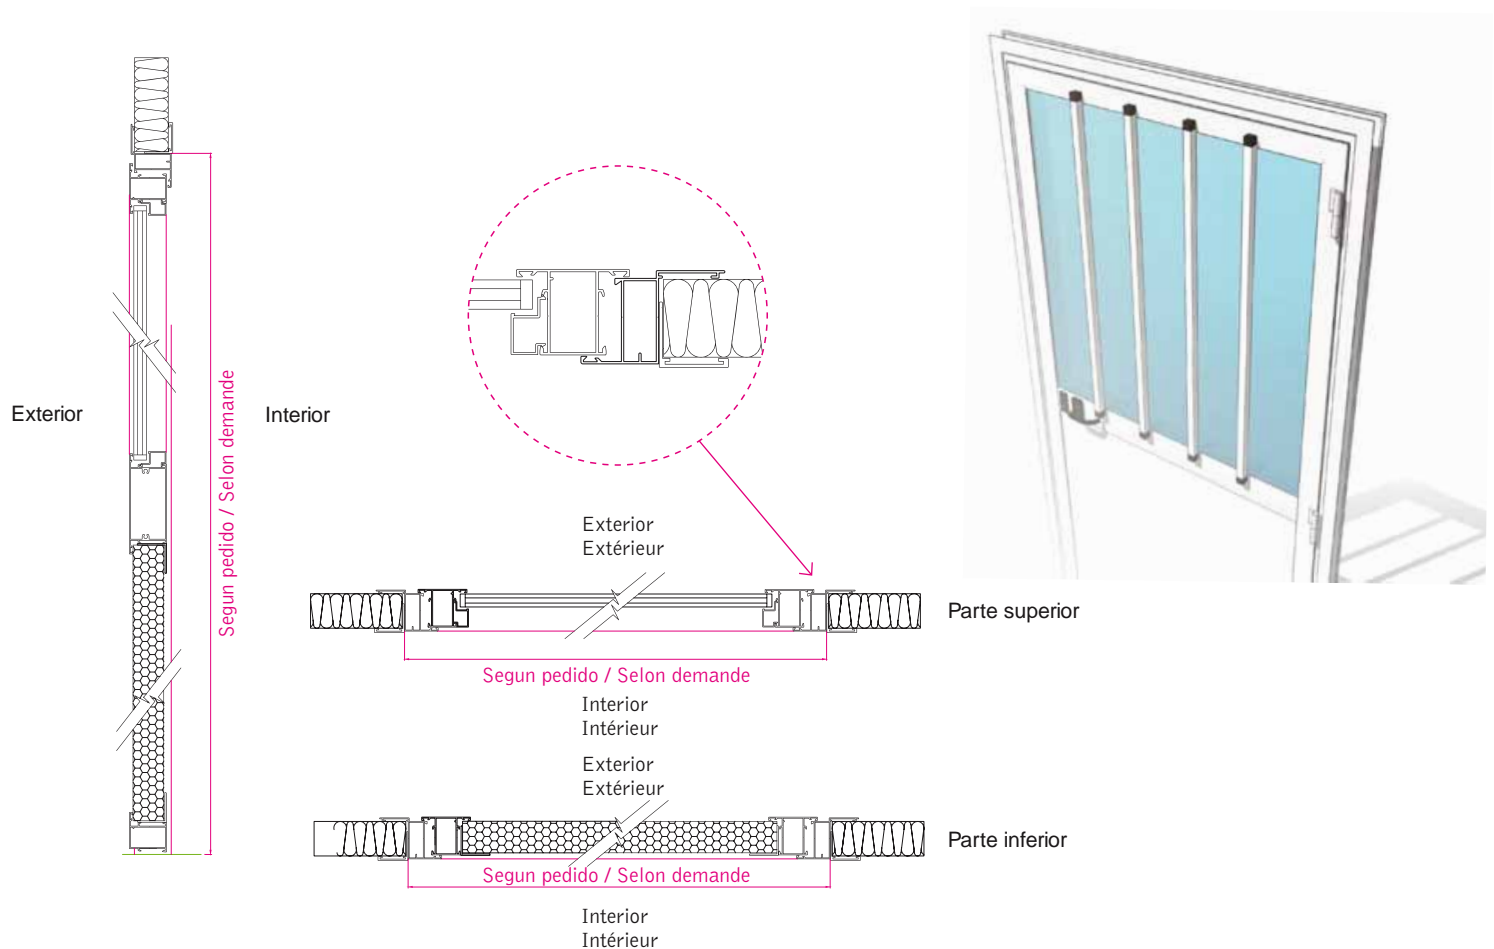 Exterior
Segun pedido / Selon demande
Interior
Exterior
Extérieur
Parte superior
Segun pedido / Selon demande
Interior
Intérieur
Exterior
Extérieur
Parte inferior
Segun pedido / Selon demande
Interior
Intérieur